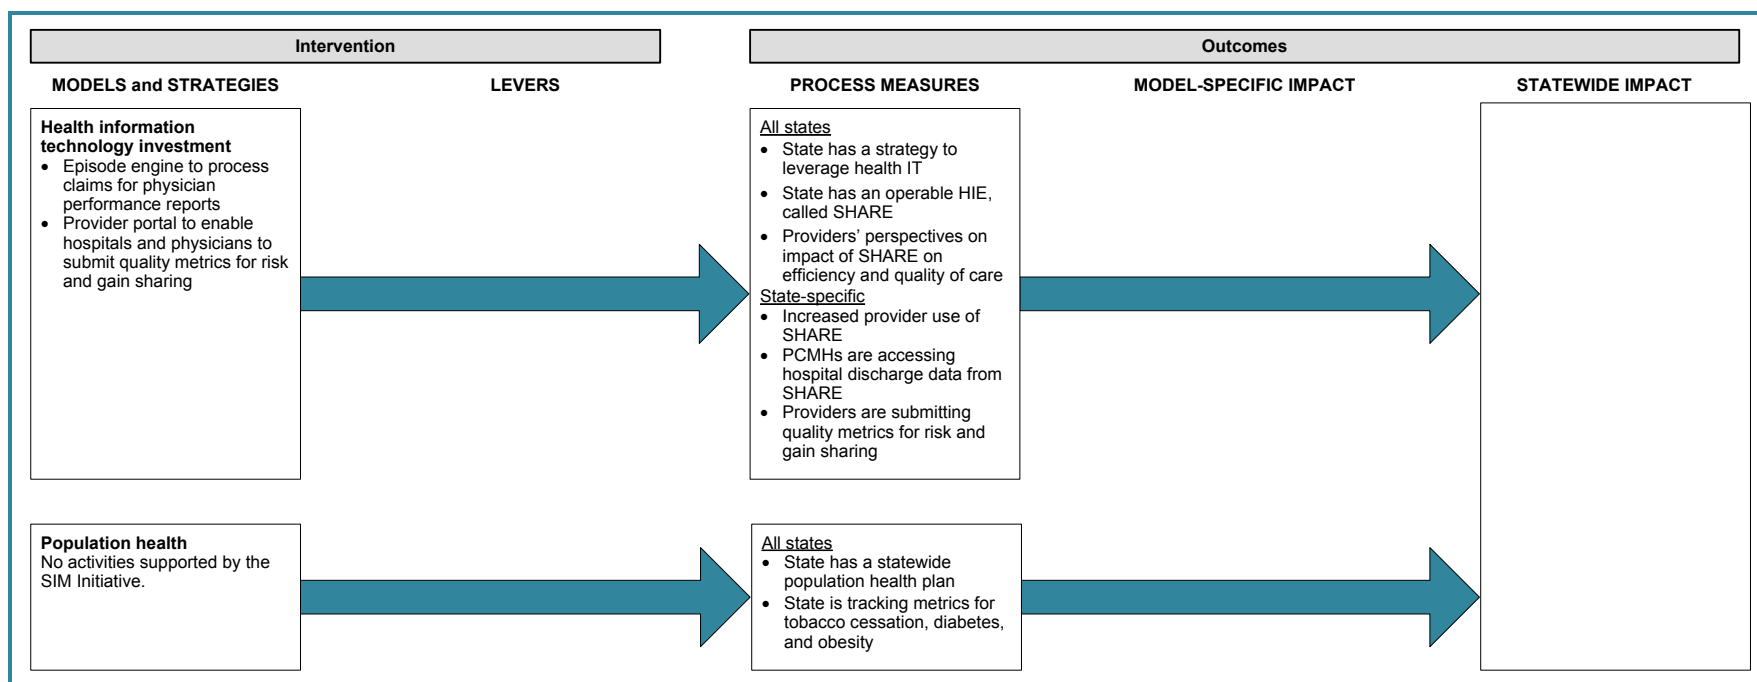 Intervention
Outcomes
MODELS and STRATEGIES
LEVERS
PROCESS MEASURES
MODEL-SPECIFIC IMPACT
STATEWIDE IMPACT
Health information
technology investment
• Episode engine to process
claims for physician
performance reports
• Provider portal to enable
hospitals and physicians to
submit quality metrics for risk
and gain sharing
All states
• State has a strategy to
leverage health IT
• State has an operable HIE,
called SHARE
• Providers’ perspectives on
impact of SHARE on
efficiency and quality of care
State-specific
• Increased provider use of
SHARE
• PCMHs are accessing
hospital discharge data from
SHARE
• Providers are submitting
quality metrics for risk and
gain sharing
Population health
No activities supported by the
SIM Initiative.
All states
• State has a statewide
population health plan
• State is tracking metrics for
tobacco cessation, diabetes,
and obesity